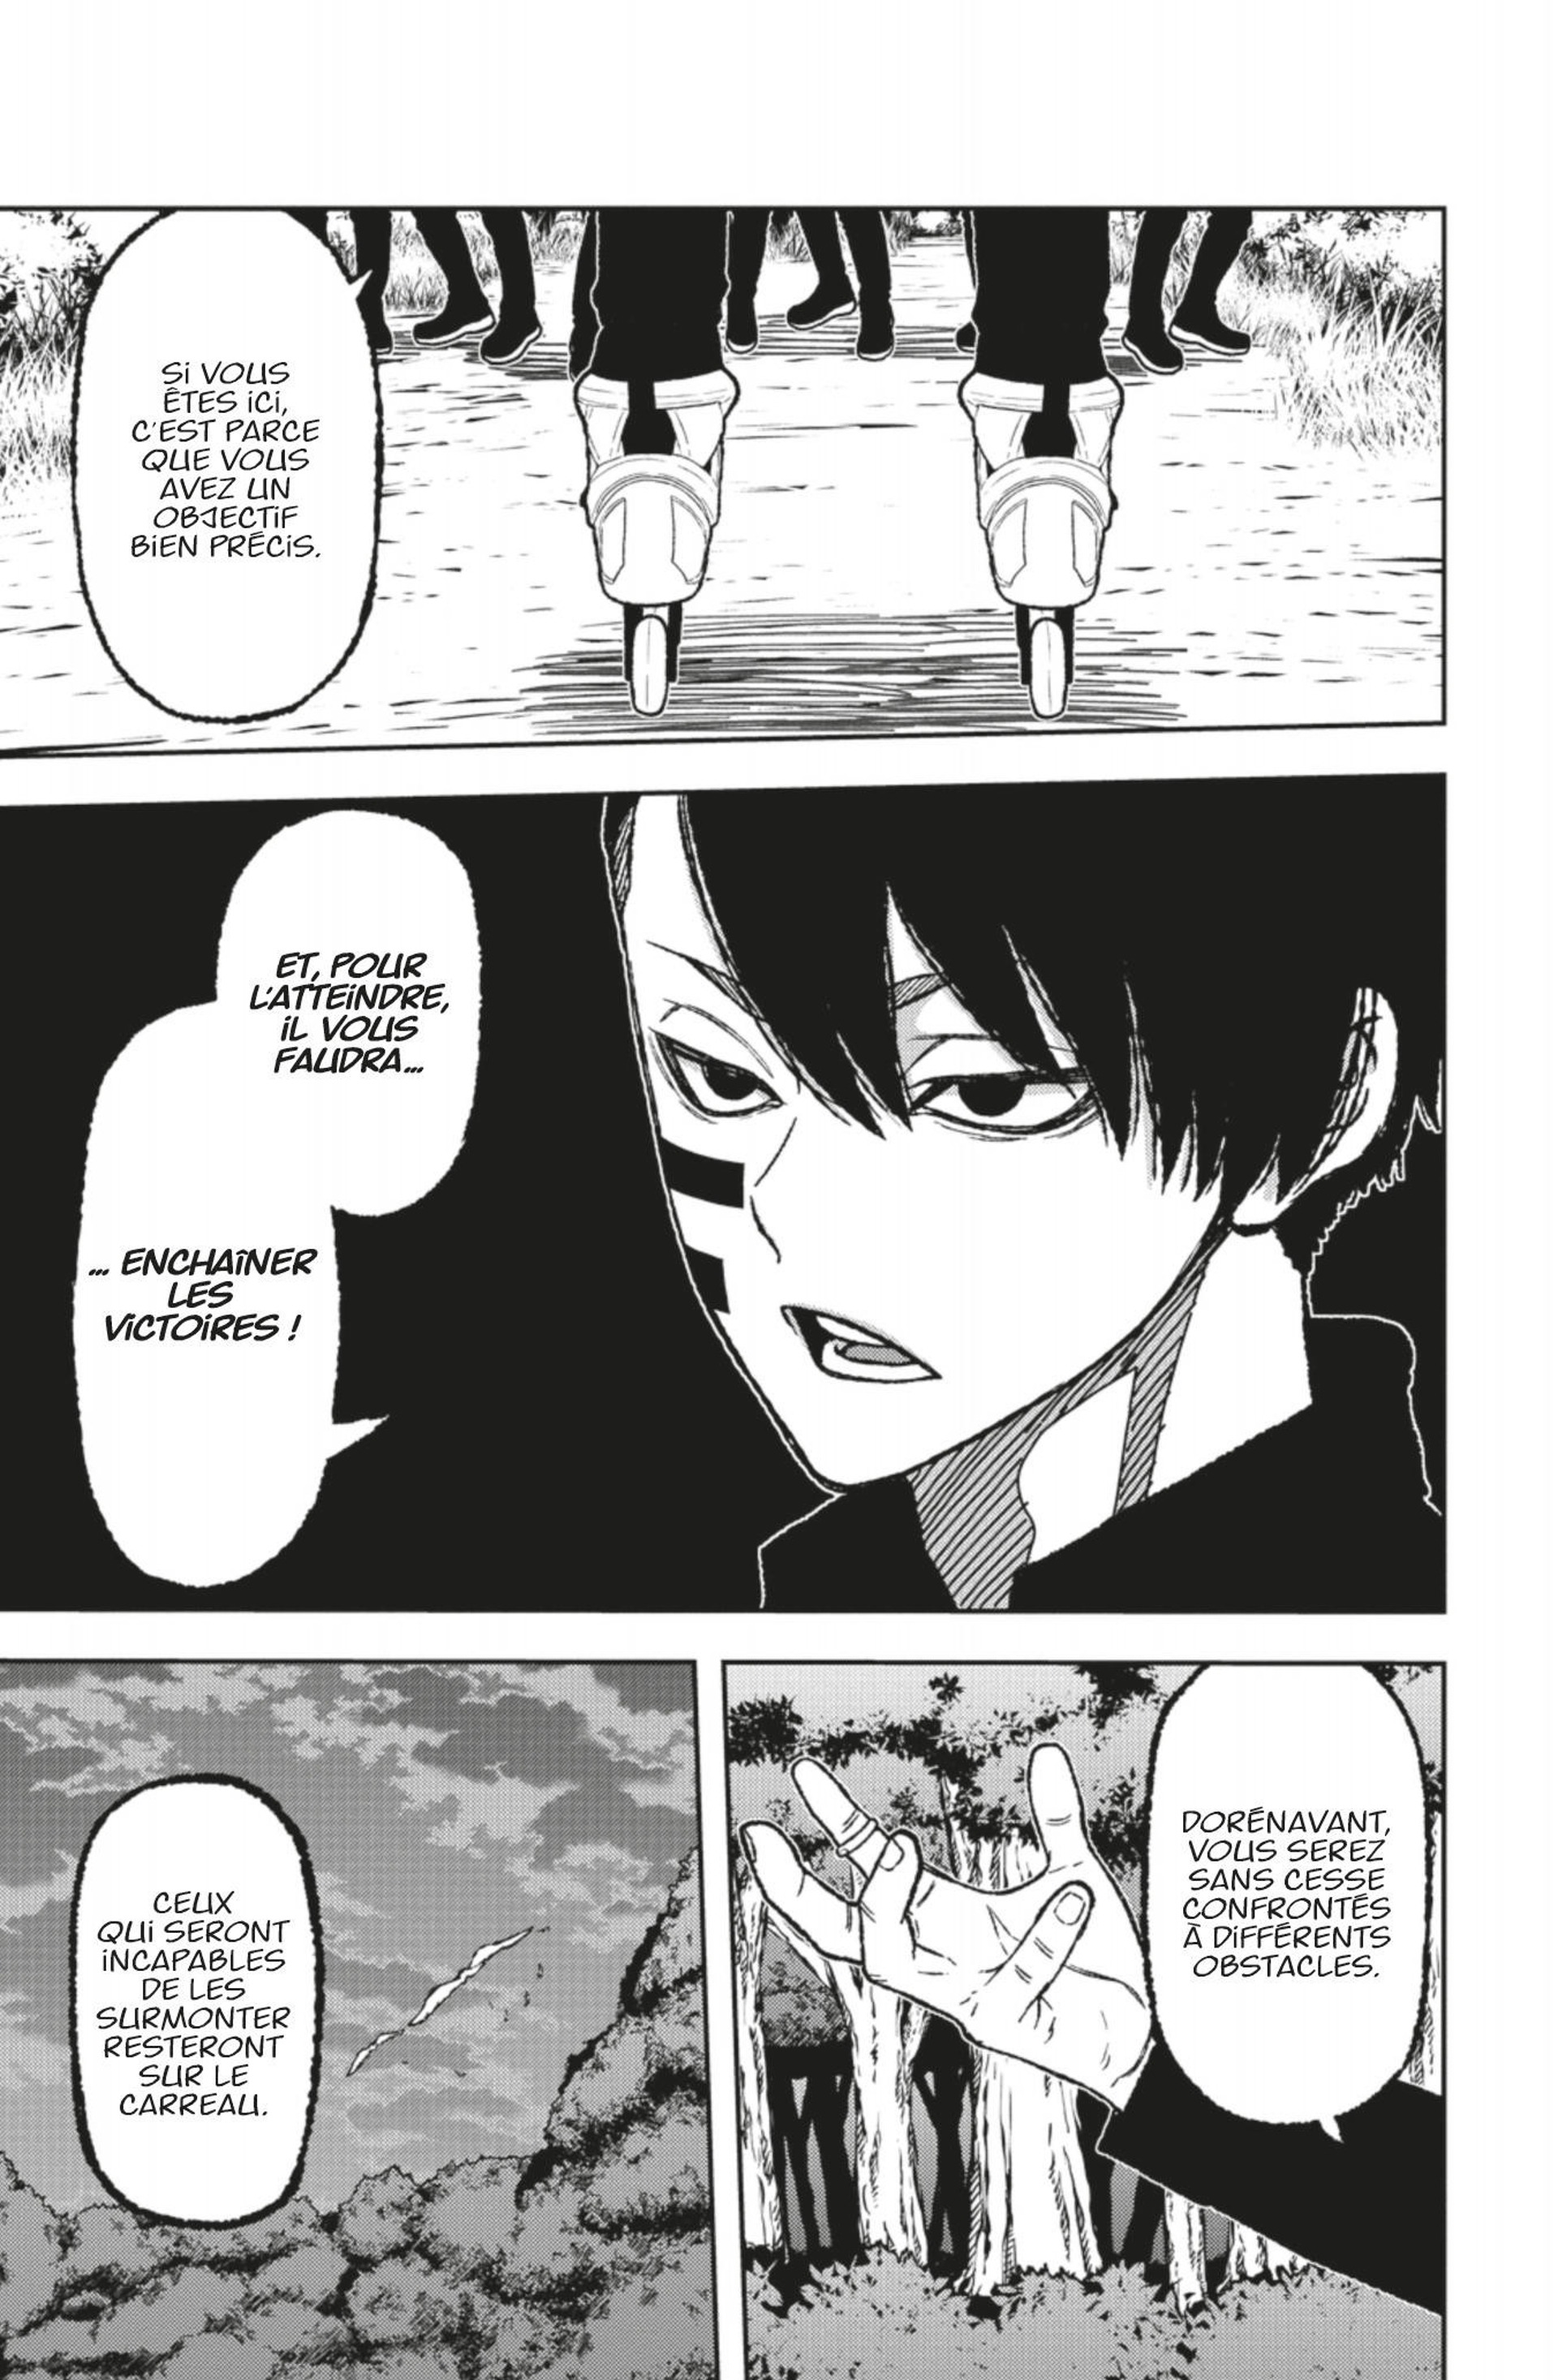 Si VOUS
ÊTES iCi,
C'EST PARCE
QUE VOUS
AVEZ UN
OBJECTiF
BiEN PRÉCiS.
ET, POUR
L'ATTEiNDRE,
iL VOUS
FAUDRA...
... ENCHAÎNER
LES
VICTOiRES !
DORÉNAVANT,
VOUS SEREZ
SANS CESSE
CONFRONTÉS
À DiFFÉRENTS
OBSTACLES.
CEUX
QUi SERONT
iNCAPABLES
DE LES
SURMONTER
RESTERONT
SUR LE
CARREAU.